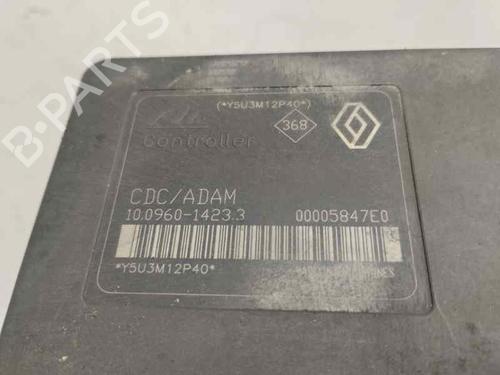 (*Y5U3M12P40*)
368
Controller
CDC/ADAM
10.0960-1423.3 00005847E0
*Y5U3M12P40*
B-PARTS